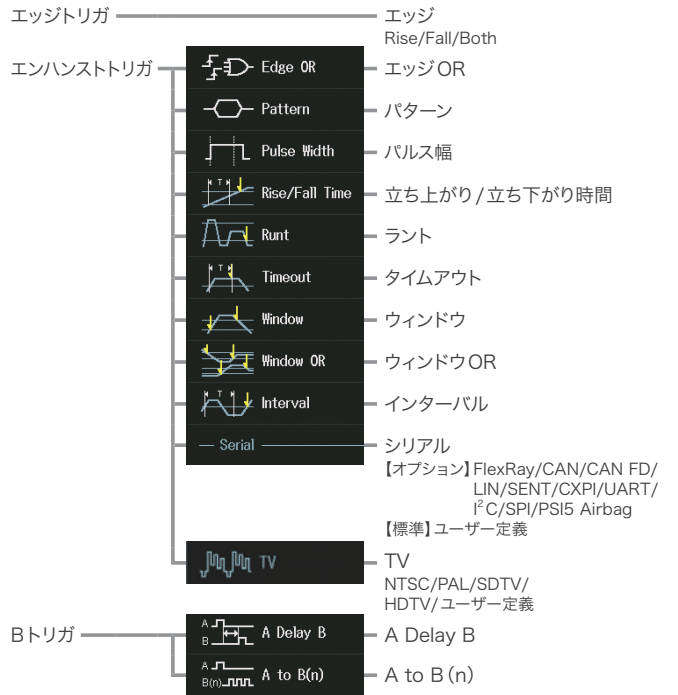 エッジトリガ エッジ
Rise/Fall/Both
エンハンストトリガ Edge OR エッジOR
Pattern パターン
Pulse Width パルス幅
T Rise/Fall Time 立ち上がり/立ち下がり時間
Runt ラント
T Timeout タイムアウト
Window ウィンドウ
Window OR ウィンドウOR
T Interval インターバル
Serial シリアル
【オプション】FlexRay/CAN/CAN FD/
LIN/SENT/CXPI/UART/
I²C/SPI/PSI5 Airbag
【標準】ユーザー定義
TV TV
NTSC/PAL/SDTV/
HDTV/ユーザー定義
Bトリガ A B A Delay B A Delay B
A B(n) A to B(n) A to B(n)